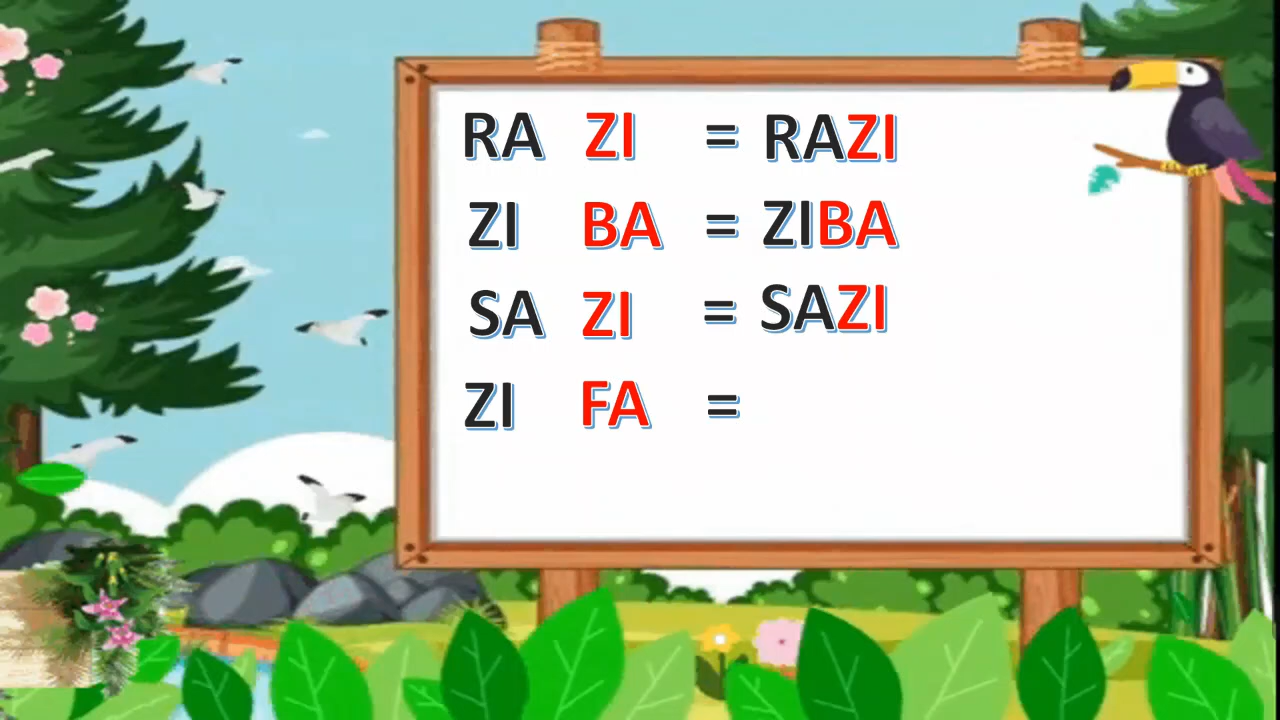 RA ZI = RAZI
ZI BA = ZIBA
SA ZI = SAZI
ZI FA =